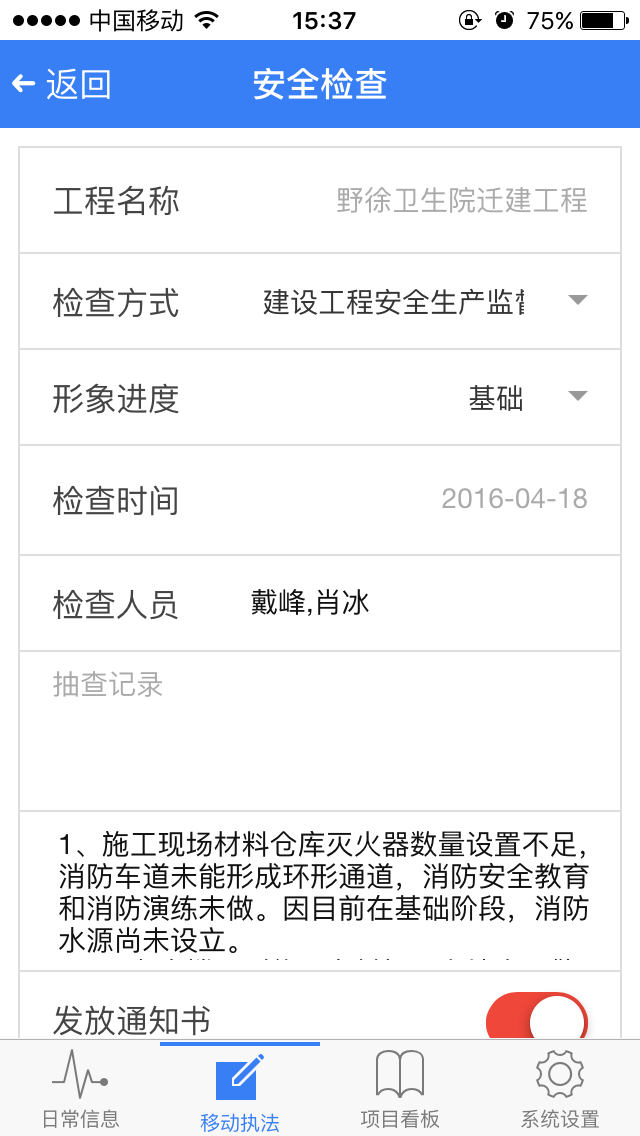 中国移动 15:37 75%
返回 安全检查
工程名称 野徐卫生院迁建工程
检查方式 建设工程安全生产监督
形象进度 基础
检查时间 2016-04-18
检查人员 戴峰,肖冰
抽查记录
1、施工现场材料仓库灭火器数量设置不足,
消防车道未能形成环形通道，消防安全教育
和消防演练未做。因目前在基础阶段，消防
水源尚未设立。
发放通知书
日常信息 移动执法 项目看板 系统设置